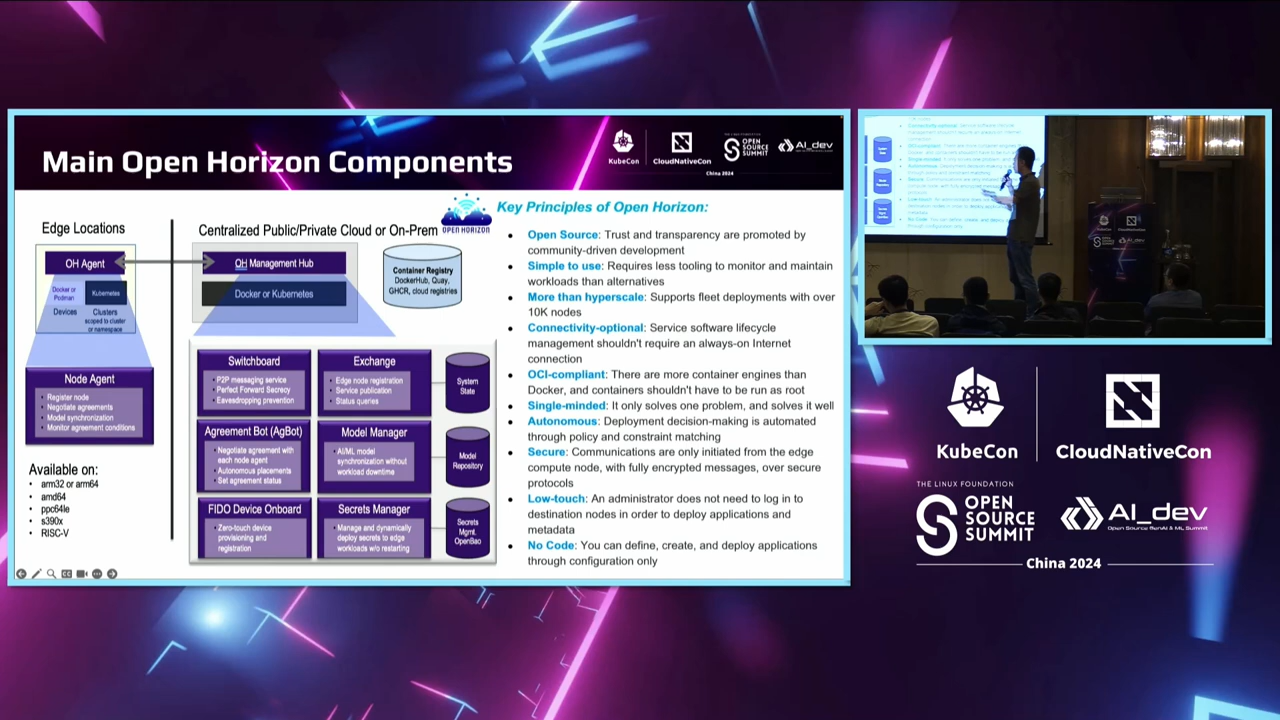 Main Open Horizon Components
KubeCon
CloudNativeCon
OPEN
SOURCE
SUMMIT
AI_dev
China 2024
Edge Locations
OH Agent
Docker or
Podman
Kubernetes
Devices
Clusters
scoped to cluster
or namespace
Node Agent
• Register node
• Negotiate agreements
• Model synchronization
• Monitor agreement conditions
Available on:
• arm32 or arm64
• amd64
• ppc64le
• s390x
• RISC-V
Centralized Public/Private Cloud or On-Prem
OPEN HORIZON
OH Management Hub
Docker or Kubernetes
Container Registry
DockerHub, Quay,
GHCR, cloud registries
Switchboard
• P2P messaging service
• Perfect Forward Secrecy
• Eavesdropping prevention
Exchange
• Edge node registration
• Service publication
• Status queries
System
State
Agreement Bot (AgBot)
• Negotiate agreement with
each node agent
• Autonomous placements
• Set agreement status
Model Manager
• AI/ML model
synchronization without
workload downtime
Model
Repository
FIDO Device Onboard
• Zero-touch device
provisioning and
registration
Secrets Manager
• Manage and dynamically
deploy secrets to edge
workloads w/o restarting
Secrets
Mgmt.
OpenBao
Key Principles of Open Horizon:
• Open Source: Trust and transparency are promoted by
community-driven development
• Simple to use: Requires less tooling to monitor and maintain
workloads than alternatives
• More than hyperscale: Supports fleet deployments with over
10K nodes
• Connectivity-optional: Service software lifecycle
management shouldn't require an always-on Internet
connection
• OCI-compliant: There are more container engines than
Docker, and containers shouldn't have to be run as root
• Single-minded: It only solves one problem, and solves it well
• Autonomous: Deployment decision-making is automated
through policy and constraint matching
• Secure: Communications are only initiated from the edge
compute node, with fully encrypted messages, over secure
protocols
• Low-touch: An administrator does not need to log in to
destination nodes in order to deploy applications and
metadata
• No Code: You can define, create, and deploy applications
through configuration only
KubeCon
CloudNativeCon
THE LINUX FOUNDATION
OPEN
SOURCE
SUMMIT
AI_dev
Open Source GenAI & ML Summit
China 2024